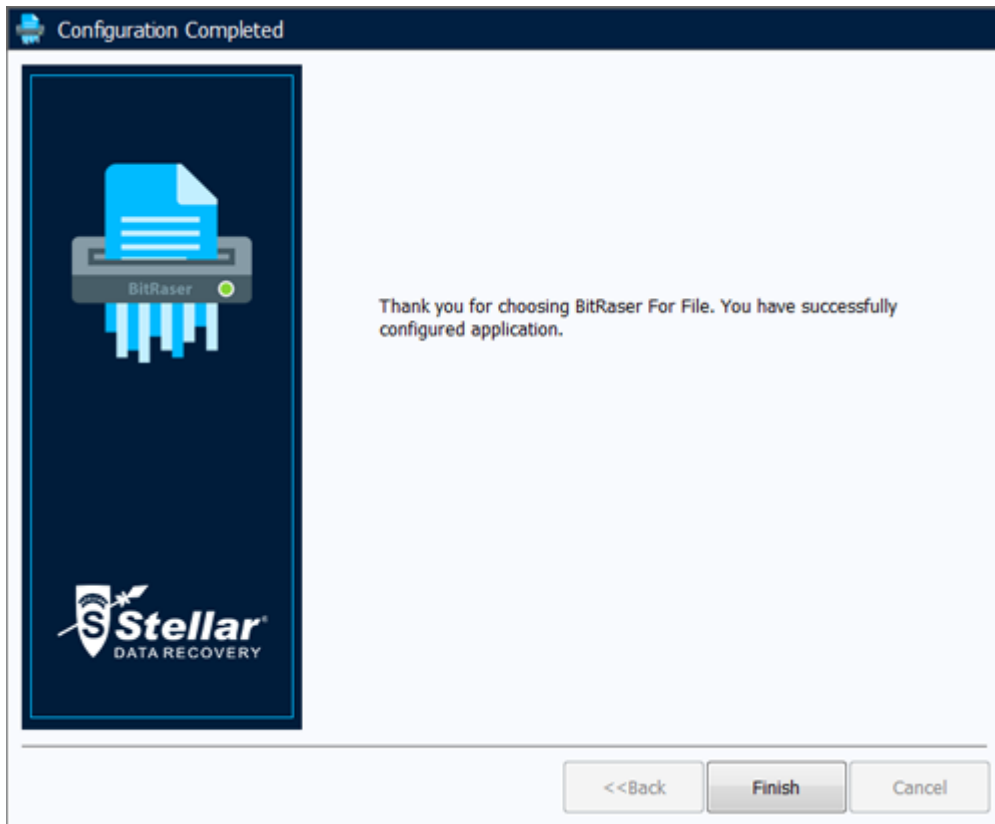 Configuration Completed
BitRaser
Thank you for choosing BitRaser For File. You have successfully
configured application.
S Stellar®
DATA RECOVERY
<<Back
Finish
Cancel